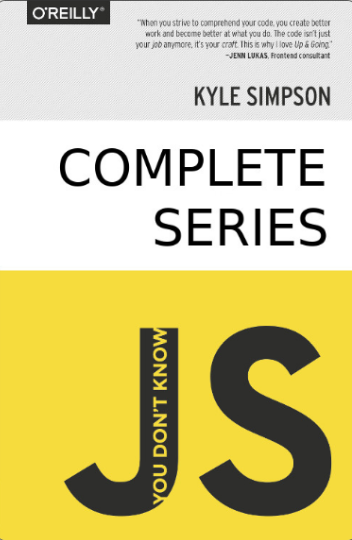 O'REILLY®
"When you strive to comprehend your code, you create better
work and become better at what you do. The code isn't just
your job anymore, it's your craft. This is why I love Up & Going."
—JENN LUKAS, Frontend consultant
KYLE SIMPSON
COMPLETE
SERIES
YOU DON'T KNOW
JS